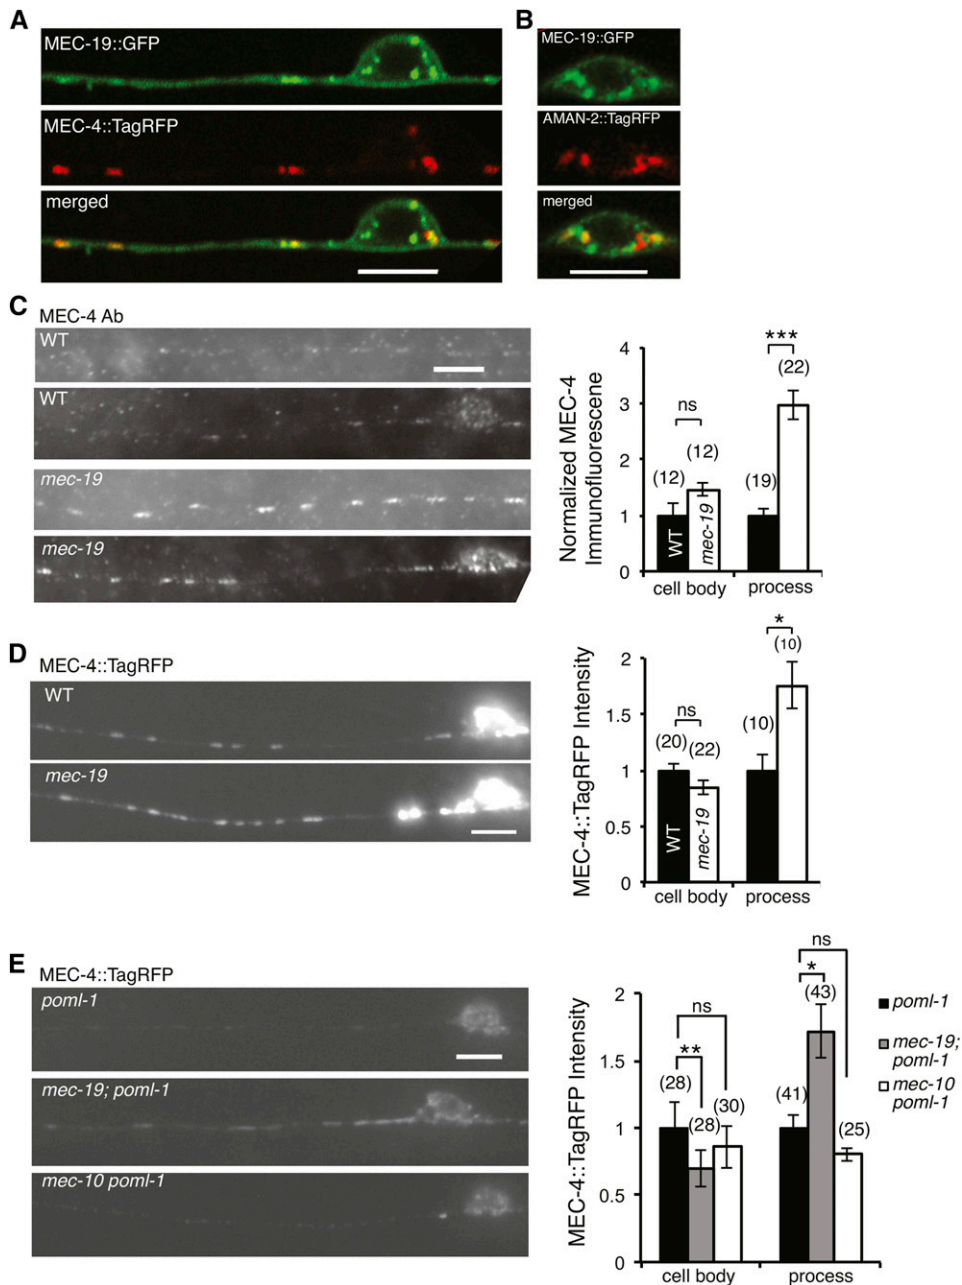 A
MEC-19::GFP
MEC-4::TagRFP
merged
B
MEC-19::GFP
AMAN-2::TagRFP
merged
C
MEC-4 Ab
WT
WT
mec-19
mec-19
Normalized MEC-4
Immunofluorescene
4
3
2
1
0
ns
***
(12)
(12)
(19)
(22)
WT
mec-19
cell body
process
D
MEC-4::TagRFP
WT
mec-19
MEC-4::TagRFP Intensity
2
1.5
1
0.5
0
ns
*
(20)
(22)
(10)
(10)
WT
mec-19
cell body
process
E
MEC-4::TagRFP
poml-1
mec-19; poml-1
mec-10 poml-1
MEC-4::TagRFP Intensity
2
1.5
1
0.5
0
ns
**
(28)
(28)
(30)
ns
*
(43)
(41)
(25)
cell body
process
poml-1
mec-19;
poml-1
mec-10
poml-1